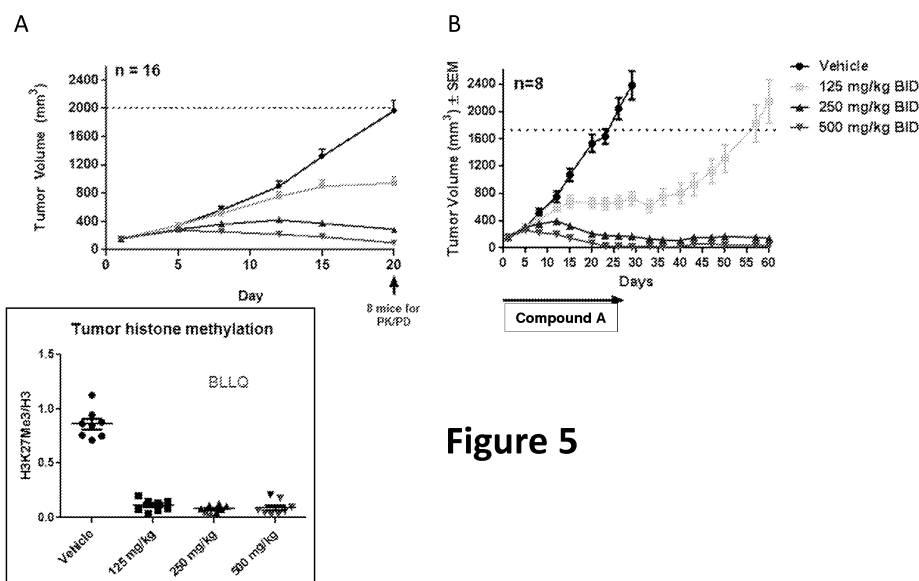 A
n = 16
Tumor Volume (mm³)
2400
2000
1600
1200
800
400
0
0 5 10 15 20
Day
8 mice for
PK/PD
B
n=8
Tumor Volume (mm³) ± SEM
2400
2000
1600
1200
800
400
0
0 5 10 15 20 25 30 35 40 45 50 55 60
Days
Compound A
Vehicle
125 mg/kg BID
250 mg/kg BID
500 mg/kg BID
Tumor histone methylation
BLLQ
H3K27Me3/H3
1.5
1.0
0.5
0.0
Vehicle
125 mg/kg
250 mg/kg
500 mg/kg
Figure 5